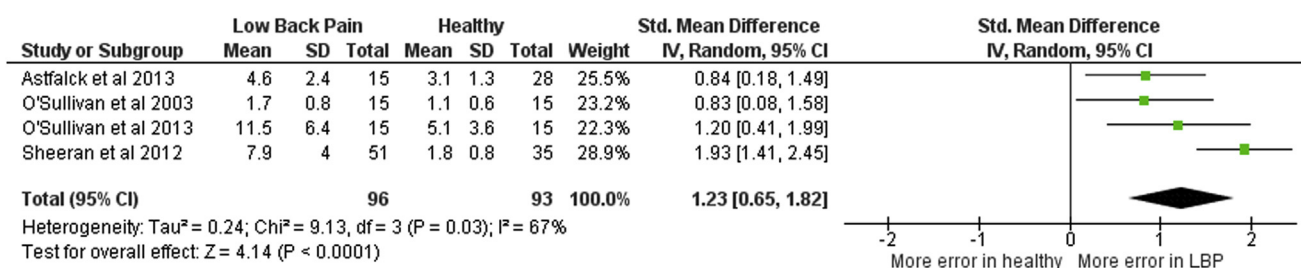 Low Back Pain Healthy Std. Mean Difference Std. Mean Difference
Study or Subgroup Mean SD Total Mean SD Total Weight IV, Random, 95% CI IV, Random, 95% CI
Astfalck et al 2013 4.6 2.4 15 3.1 1.3 28 25.5% 0.84 [0.18, 1.49]
O'Sullivan et al 2003 1.7 0.8 15 1.1 0.6 15 23.2% 0.83 [0.08, 1.58]
O'Sullivan et al 2013 11.5 6.4 15 5.1 3.6 15 22.3% 1.20 [0.41, 1.99]
Sheeran et al 2012 7.9 4 51 1.8 0.8 35 28.9% 1.93 [1.41, 2.45]
Total (95% CI) 96 93 100.0% 1.23 [0.65, 1.82]
Heterogeneity: Tau² = 0.24; Chi² = 9.13, df = 3 (P = 0.03); I² = 67%
Test for overall effect: Z = 4.14 (P < 0.0001)
-2 -1 0 1 2
More error in healthy More error in LBP